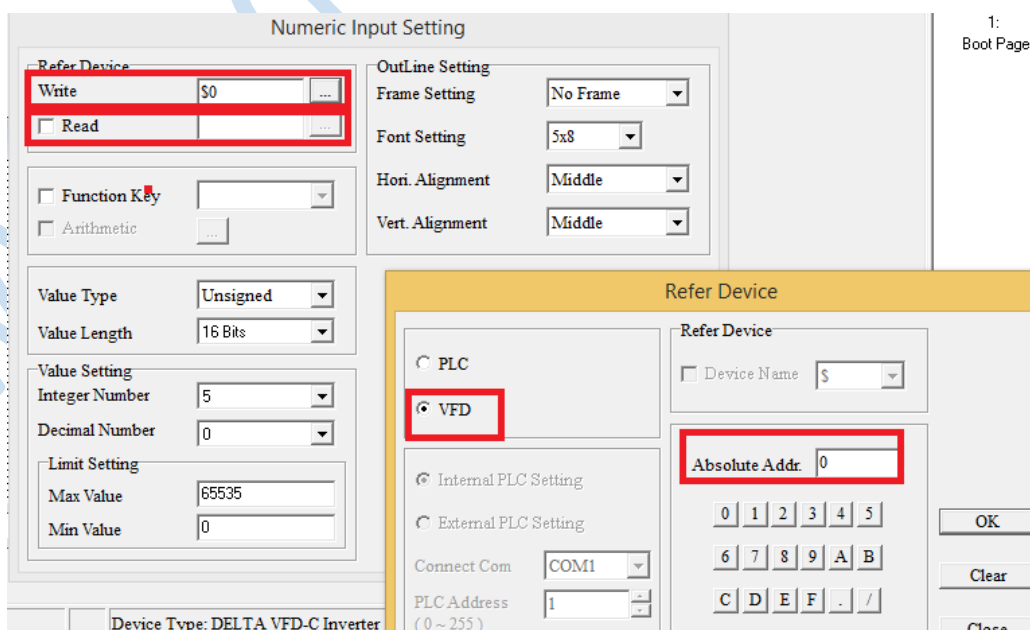 Numeric Input Setting
1:
Boot Page
Refer Device
Write $0 ...
Read ...
Function Key
Arithmetic ...
Value Type Unsigned
Value Length 16 Bits
Value Setting
Integer Number 5
Decimal Number 0
Limit Setting
Max Value 65535
Min Value 0
OutLine Setting
Frame Setting No Frame
Font Setting 5x8
Hori. Alignment Middle
Vert. Alignment Middle
Refer Device
PLC
VFD
Internal PLC Setting
External PLC Setting
Connect Com COM1
PLC Address 1
( 0 ~ 255 )
Refer Device
Device Name $
Absolute Addr. 0
0 1 2 3 4 5
6 7 8 9 A B
C D E F . /
OK
Clear
Close
Device Type: DELTA VFD-C Inverter